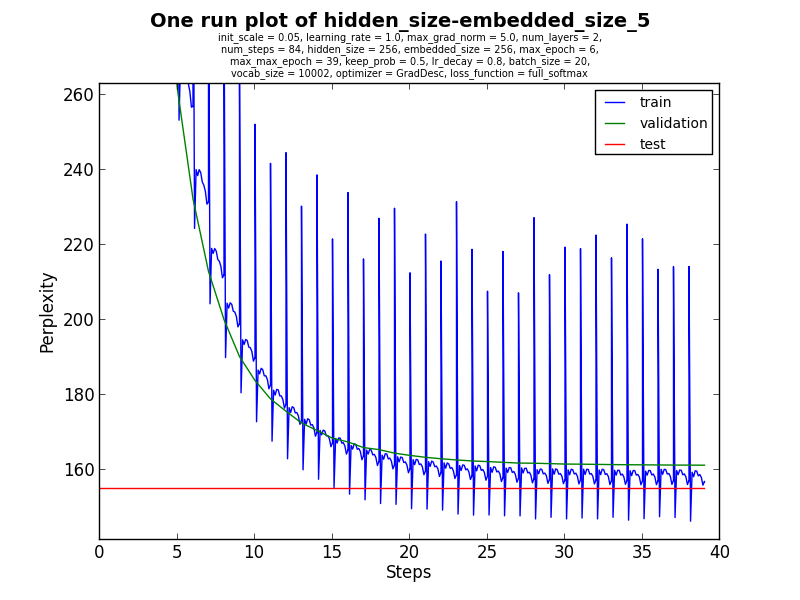 One run plot of hidden_size-embedded_size_5
init_scale = 0.05, learning_rate = 1.0, max_grad_norm = 5.0, num_layers = 2,
num_steps = 84, hidden_size = 256, embedded_size = 256, max_epoch = 6,
max_max_epoch = 39, keep_prob = 0.5, lr_decay = 0.8, batch_size = 20,
vocab_size = 10002, optimizer = GradDesc, loss_function = full_softmax
260
240
220
200
180
160
Perplexity
train
validation
test
0 5 10 15 20 25 30 35 40
Steps